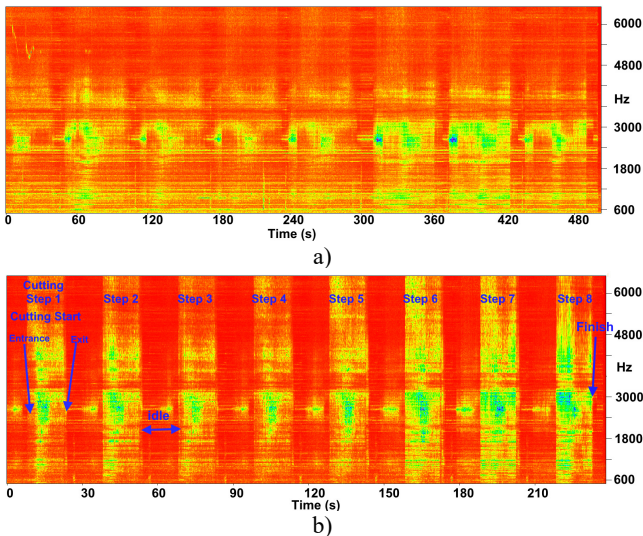 6000
4800
Hz
3000
1800
600
0 60 120 180 240 300 360 420 480
Time (s)
a)
Cutting
Step 1 Step 2 Step 3 Step 4 Step 5 Step 6 Step 7 Step 8
6000
Cutting Start
Finish
4800
Entrance Exit
Hz
3000
idle
1800
600
0 30 60 90 120 150 180 210
Time (s)
b)